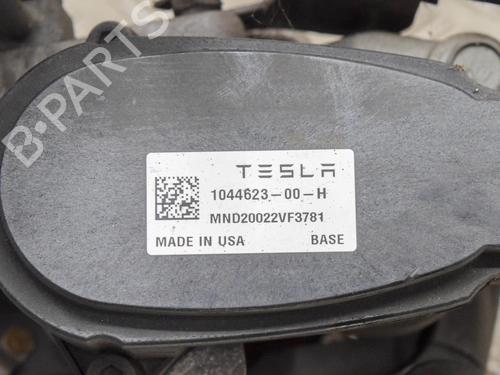 B-PARTS
TESLA
1044623-00-H
MND20022VF3781
MADE IN USA BASE